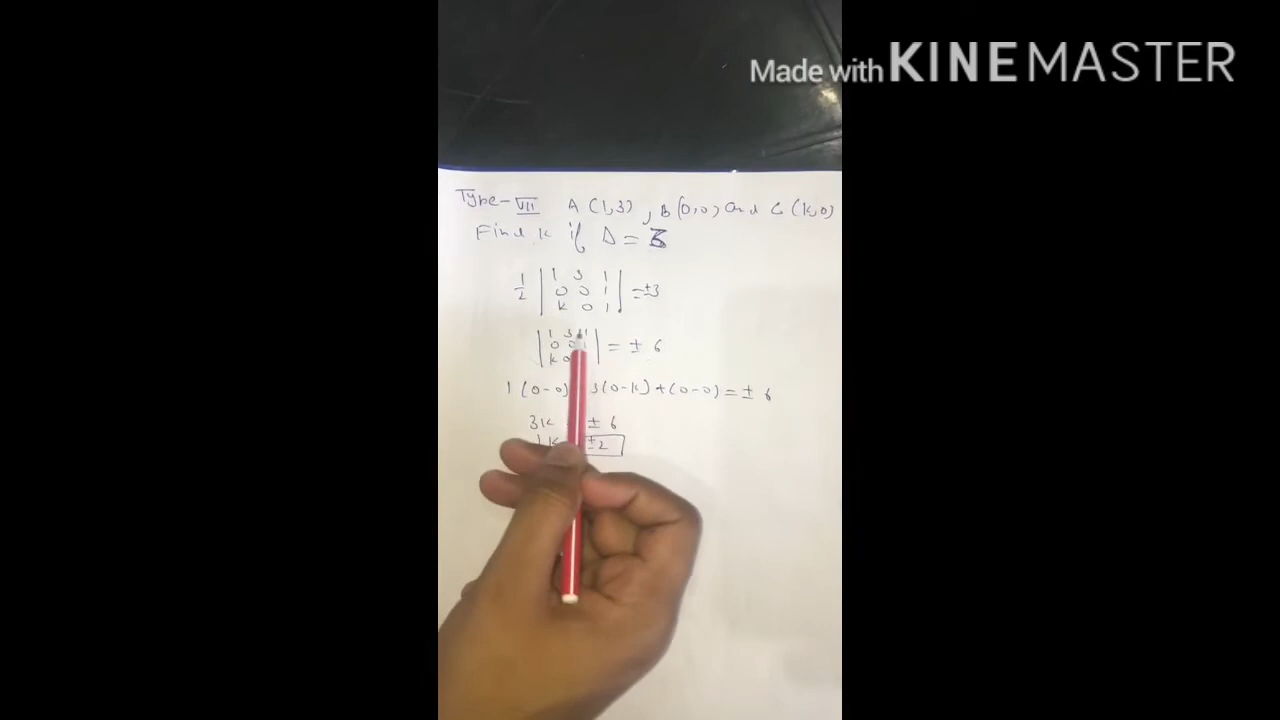 Made with KINEMASTER
Type-VII A (1,3), B(0,0) and C (K,0)
Find K if Δ = 3
1/2 | 1 3 1 |
| 0 0 1 | = ±3
| K 0 1 |
| 1 3 1 |
| 0 0 1 | = ± 6
| K 0
1 (0-0) 3(0-K) + (0-0) = ± 6
3K ± 6
K ±2